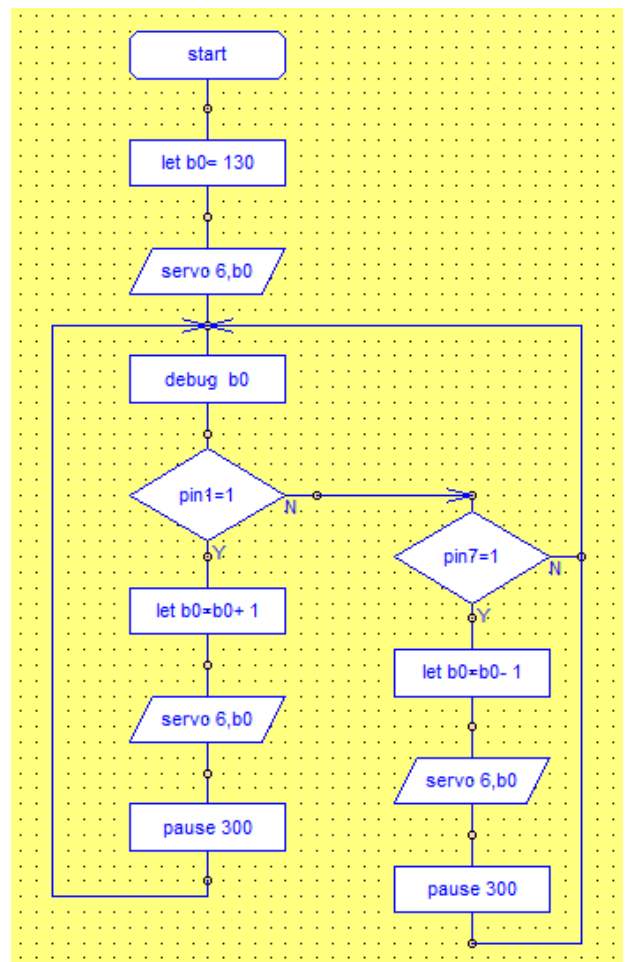 start
let b0= 130
servo 6,b0
debug b0
pin1=1
N
Y
let b0=b0+ 1
servo 6,b0
pause 300
pin7=1
N
Y
let b0=b0- 1
servo 6,b0
pause 300